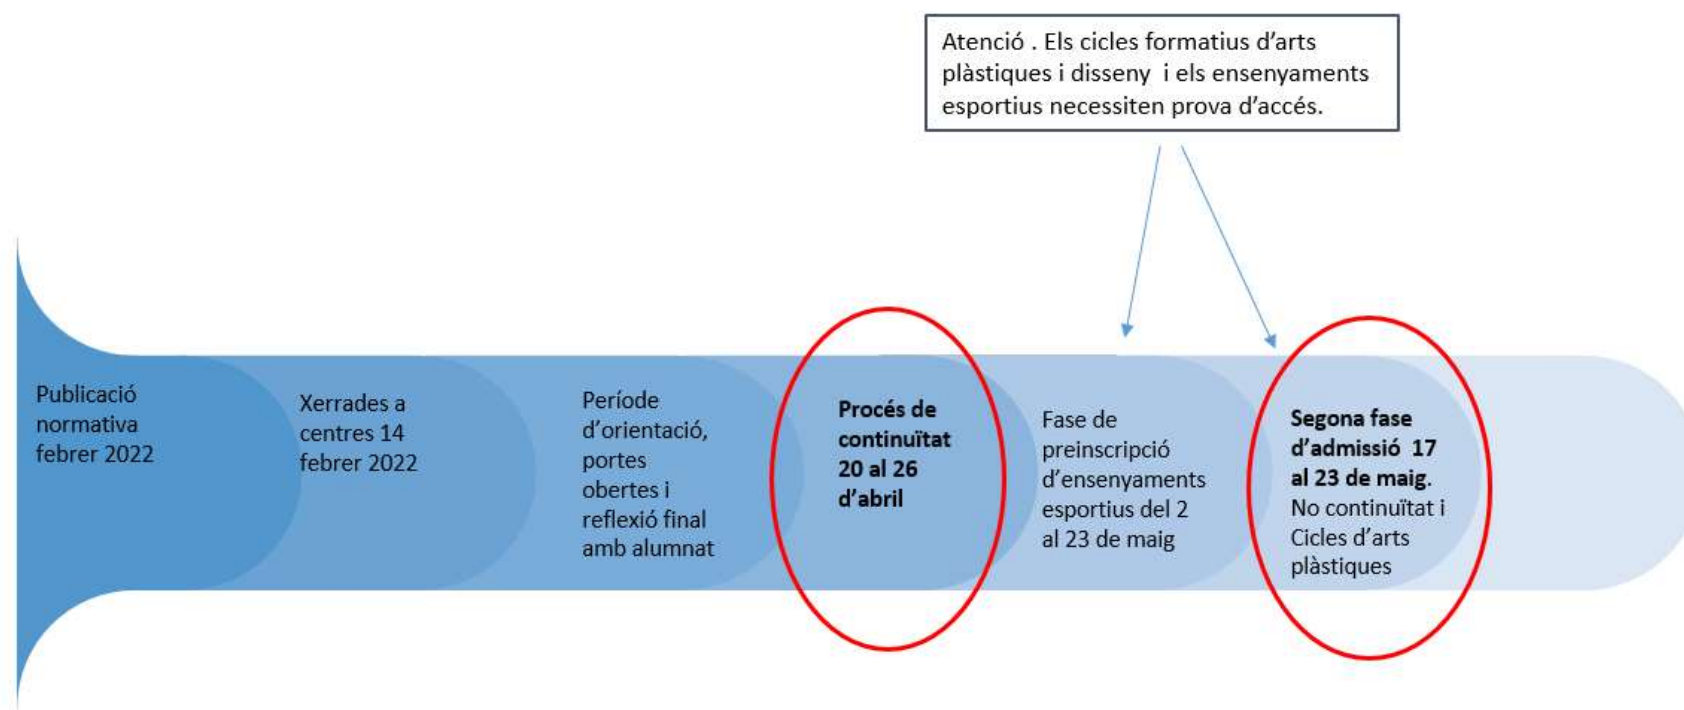 Atenció . Els cicles formatius d'arts
plàstiques i disseny  i els ensenyaments
esportius necessiten prova d'accés.
Publicació
normativa
febrer 2022
Xerrades a
centres 14
febrer 2022
Període
d'orientació,
portes
obertes i
reflexió final
amb alumnat
Procés de
continuïtat
20 al 26
d'abril
Fase de
preinscripció
d'ensenyaments
esportius del 2
al 23 de maig
Segona fase
d'admissió  17
al 23 de maig.
No continuïtat i
Cicles d'arts
plàstiques